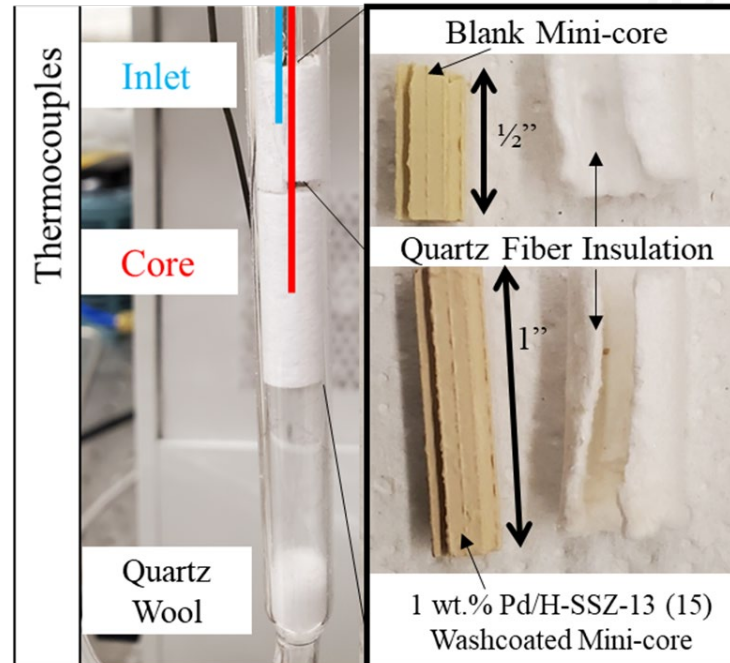 Thermocouples
Inlet
Core
Quartz
Wool
Blank Mini-core
½”
Quartz Fiber Insulation
1”
1 wt.% Pd/H-SSZ-13 (15)
Washcoated Mini-core